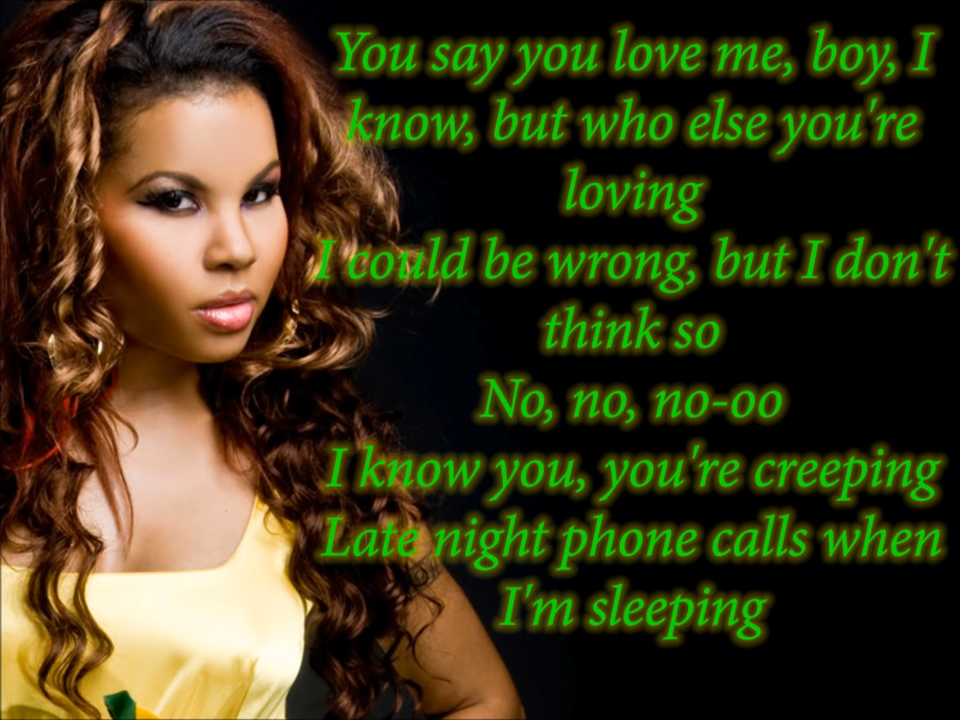 You say you love me, boy, I
know, but who else you're
loving
I could be wrong, but I don't
think so
No, no, no-oo
I know you, you're creeping
Late night phone calls when
I'm sleeping